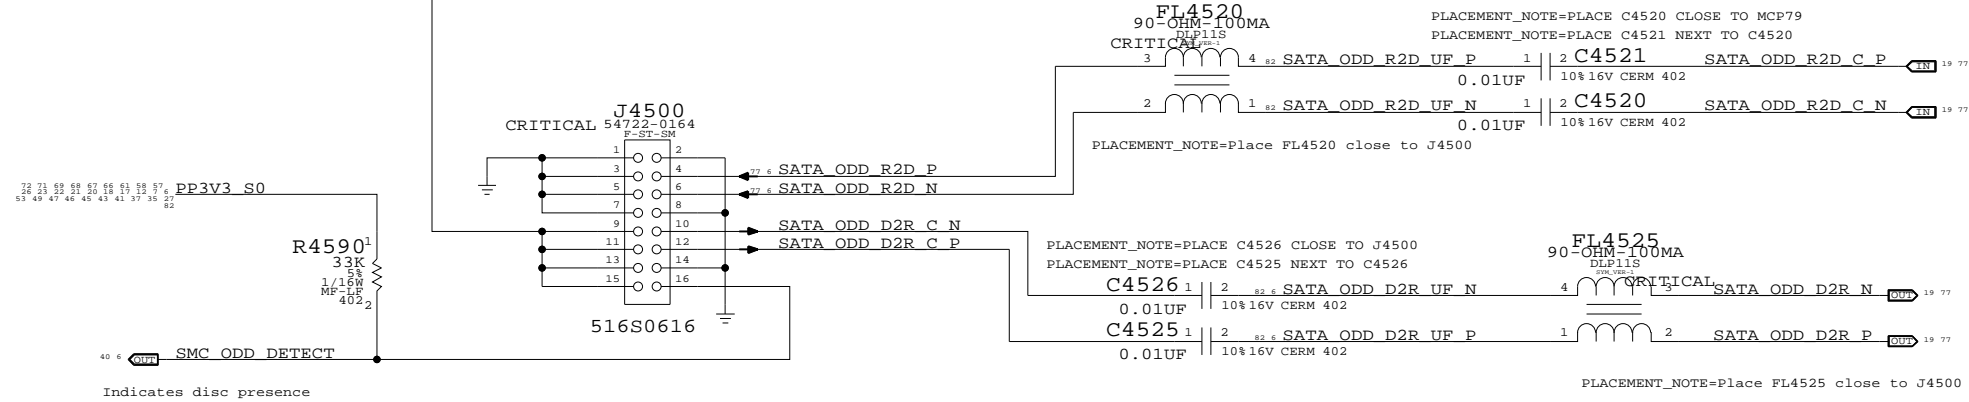 FL4520
90-OHM-100MA
DLP11S
SYM_VER-1
CRITICAL
3
4
2
1
PLACEMENT_NOTE=PLACE C4520 CLOSE TO MCP79
PLACEMENT_NOTE=PLACE C4521 NEXT TO C4520
82 SATA_ODD_R2D_UF_P
1
2 C4521
0.01UF
10% 16V CERM 402
SATA_ODD_R2D_C_P
IN 19 77
82 SATA_ODD_R2D_UF_N
1
2 C4520
0.01UF
10% 16V CERM 402
SATA_ODD_R2D_C_N
IN 19 77
PLACEMENT_NOTE=Place FL4520 close to J4500
J4500
CRITICAL 54722-0164
F-ST-SM
1 2
3 4
5 6
7 8
9 10
11 12
13 14
15 16
516S0616
77 6 SATA_ODD_R2D_P
77 6 SATA_ODD_R2D_N
SATA_ODD_D2R_C_N
SATA_ODD_D2R_C_P
72 71 69 68 67 66 61 58 57
26 23 22 21 20 18 17 12 7 6
53 49 47 46 45 43 41 37 35 27
82
PP3V3_S0
R4590 1
33K
5%
1/16W
MF-LF
402 2
40 6 OUT SMC_ODD_DETECT
Indicates disc presence
PLACEMENT_NOTE=PLACE C4526 CLOSE TO J4500
PLACEMENT_NOTE=PLACE C4525 NEXT TO C4526
C4526 1
2
0.01UF
10% 16V CERM 402
82 6 SATA_ODD_D2R_UF_N
C4525 1
2
0.01UF
10% 16V CERM 402
82 6 SATA_ODD_D2R_UF_P
FL4525
90-OHM-100MA
DLP11S
SYM_VER-1
CRITICAL
4
3
1
2
SATA_ODD_D2R_N
OUT 19 77
SATA_ODD_D2R_P
OUT 19 77
PLACEMENT_NOTE=Place FL4525 close to J4500